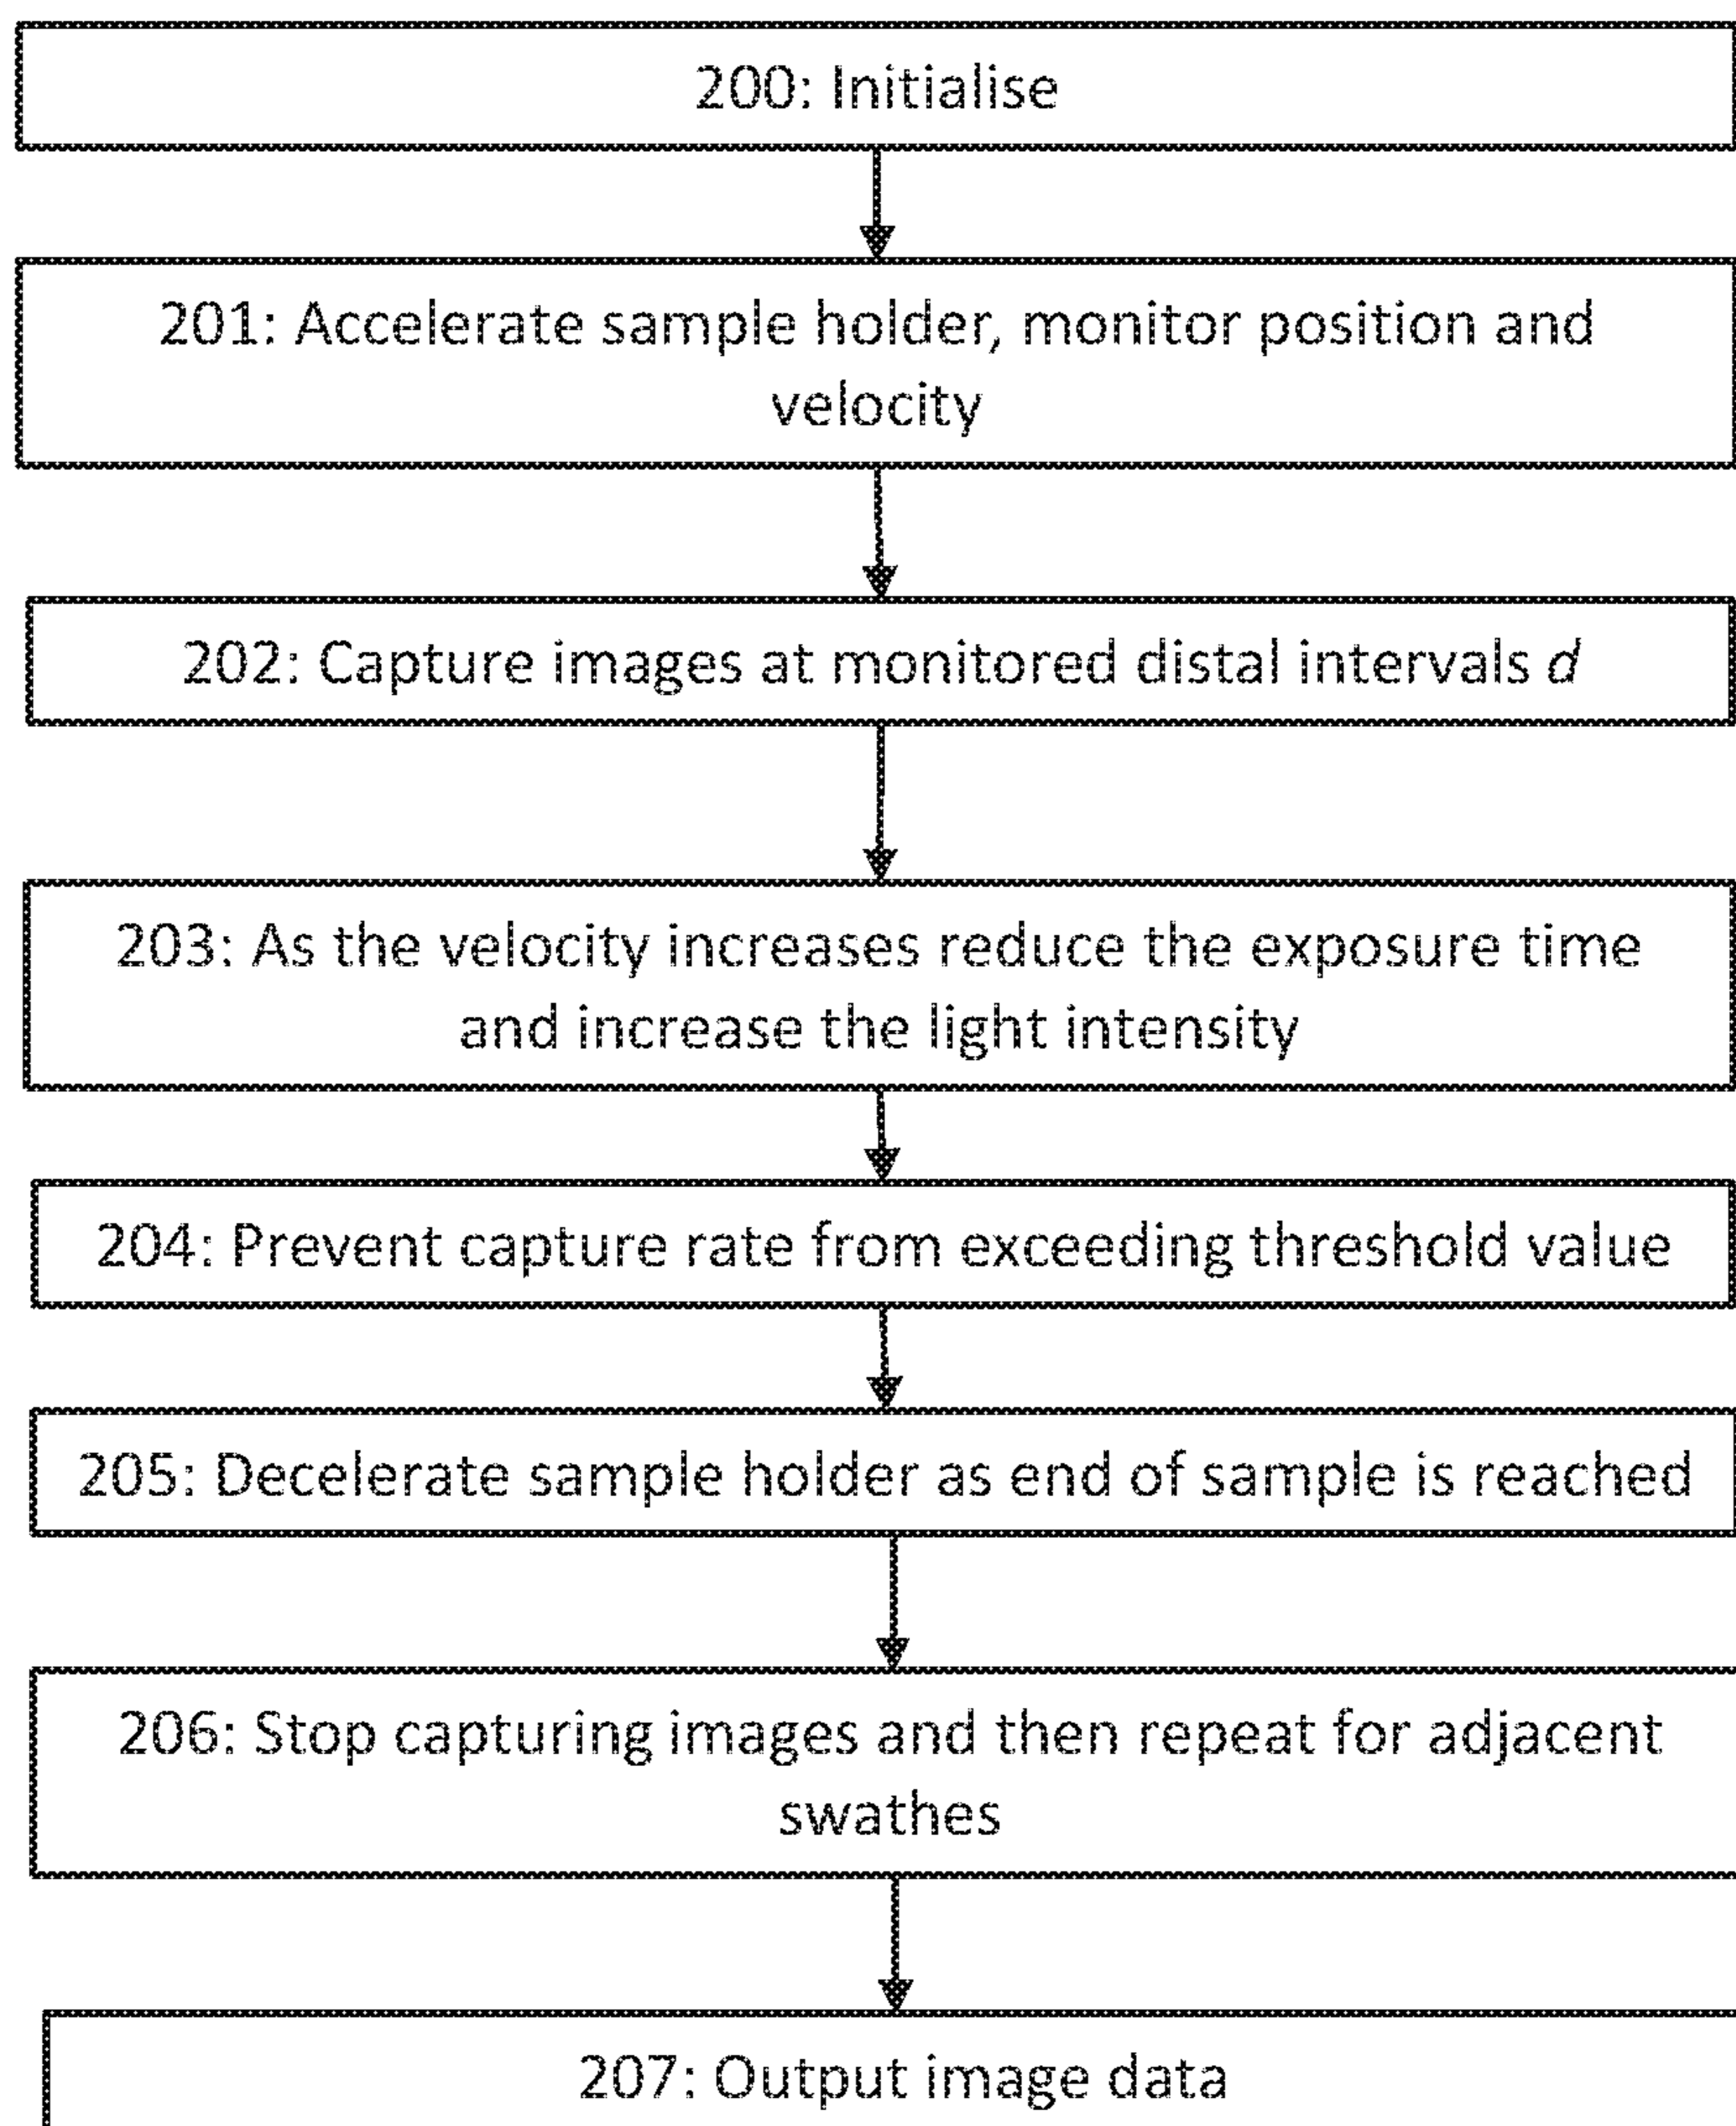 200: Initialise
201: Accelerate sample holder, monitor position and
velocity
202: Capture images at monitored distal intervals d
203: As the velocity increases reduce the exposure time
and increase the light intensity
204: Prevent capture rate from exceeding threshold value
205: Decelerate sample holder as end of sample is reached
206: Stop capturing images and then repeat for adjacent
swathes
207: Output image data